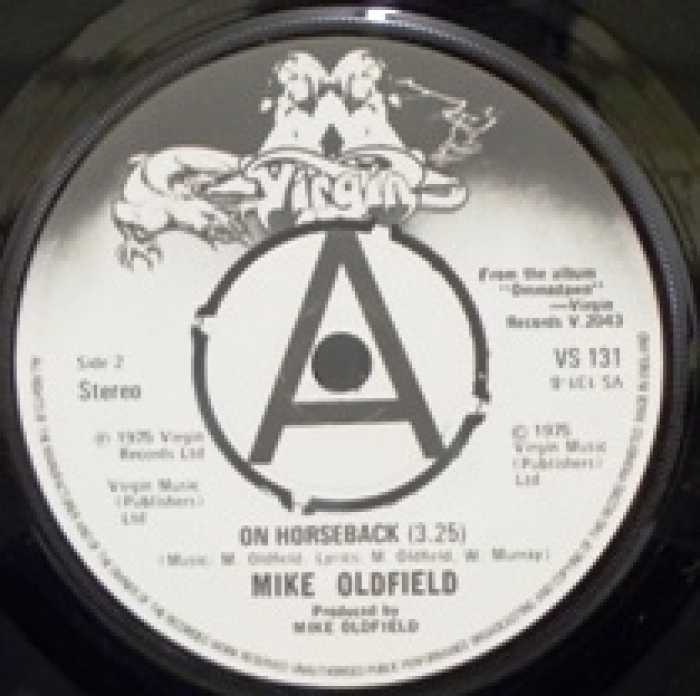 Virgin
A
From the album
"Ommadawn"
—Virgin
Records V. 2043
Side 2
Stereo
VS 131
VS 131 B
℗ 1975 Virgin
Records Ltd
Virgin Music
(Publishers)
Ltd
© 1975
Virgin Music
(Publishers)
Ltd
ON HORSEBACK (3.25)
(Music: M. Oldfield, Lyrics: M. Oldfield, W. Murray)
MIKE OLDFIELD
Produced by
MIKE OLDFIELD